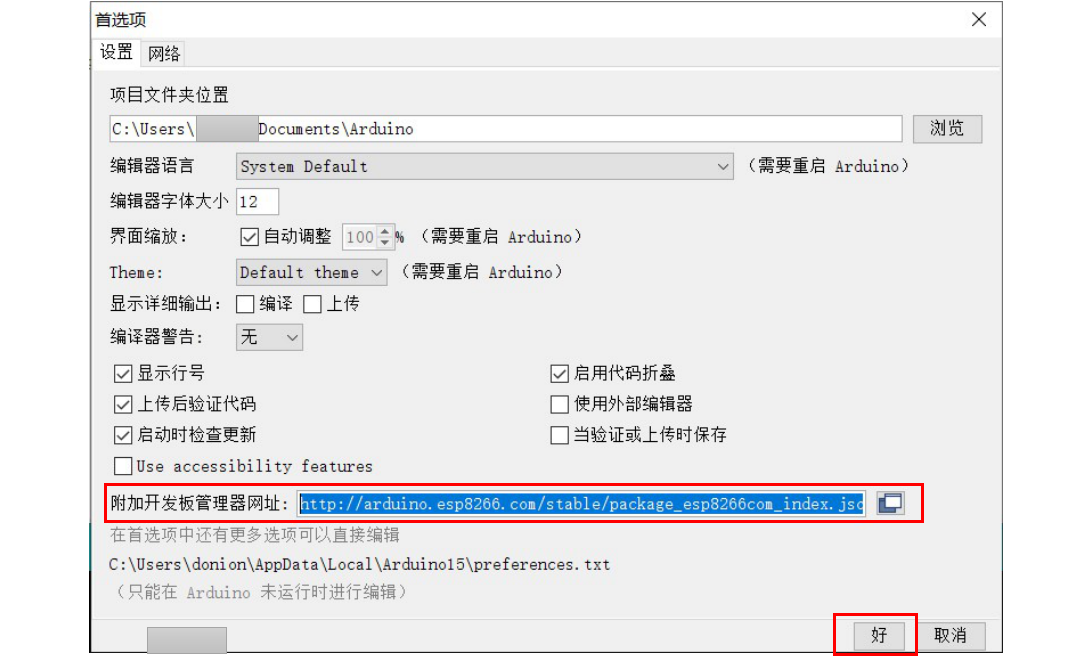 首选项
设置 网络
项目文件夹位置
C:\Users\ Documents\Arduino 浏览
编辑器语言 System Default （需要重启 Arduino）
编辑器字体大小 12
界面缩放： 自动调整 100 % （需要重启 Arduino）
Theme: Default theme （需要重启 Arduino）
显示详细输出： 编译 上传
编译器警告: 无
显示行号 启用代码折叠
上传后验证代码 使用外部编辑器
启动时检查更新 当验证或上传时保存
Use accessibility features
附加开发板管理器网址: http://arduino.esp8266.com/stable/package_esp8266com_index.jsc
在首选项中还有更多选项可以直接编辑
C:\Users\donion\AppData\Local\Arduino15\preferences.txt
（只能在 Arduino 未运行时进行编辑）
好 取消